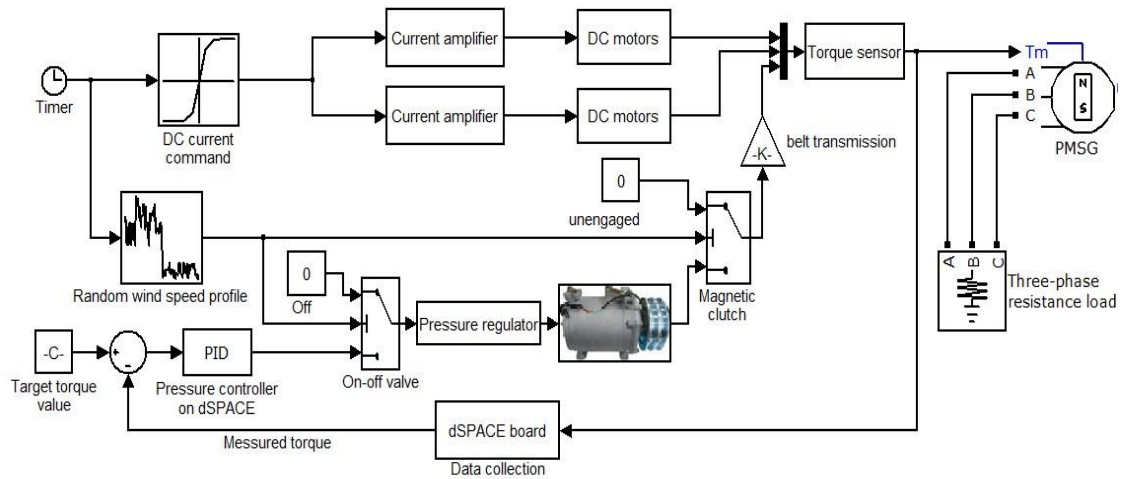 Timer
DC current
command
Current amplifier
DC motors
Current amplifier
DC motors
Torque sensor
Tm
A
B
C
N
S
PMSG
belt transmission
-K-
0
unengaged
Random wind speed profile
0
Off
On-off valve
Pressure regulator
Magnetic
clutch
A
B
C
Three-phase
resistance load
-C-
Target torque
value
+
-
PID
Pressure controller
on dSPACE
Messured torque
dSPACE board
Data collection